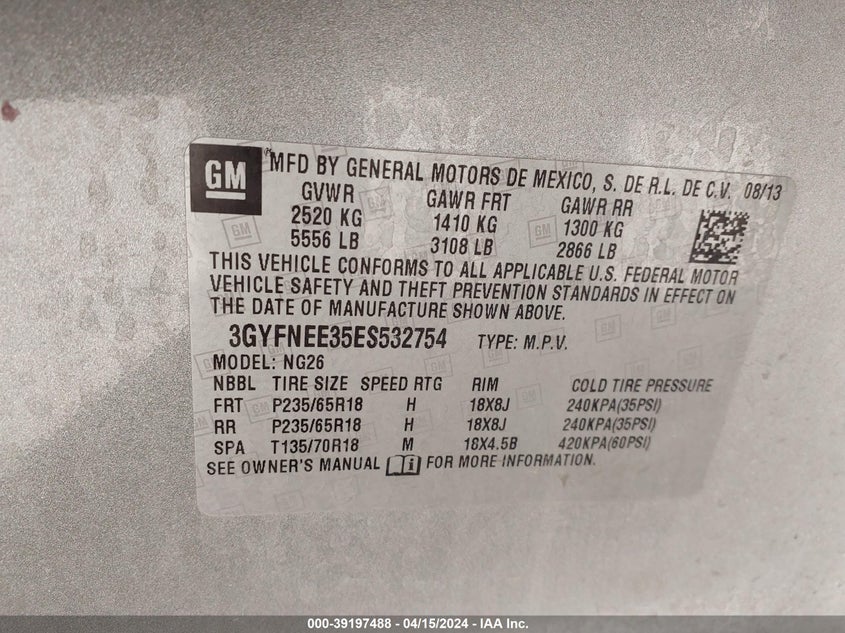 GM MFD BY GENERAL MOTORS DE MEXICO, S. DE R.L. DE C.V. 08/13
GVWR GAWR FRT GAWR RR
2520 KG 1410 KG 1300 KG
5556 LB 3108 LB 2866 LB
THIS VEHICLE CONFORMS TO ALL APPLICABLE U.S. FEDERAL MOTOR
VEHICLE SAFETY AND THEFT PREVENTION STANDARDS IN EFFECT ON
THE DATE OF MANUFACTURE SHOWN ABOVE.
3GYFNEE35ES532754 TYPE: M.P.V.
MODEL: NG26
NBBL TIRE SIZE SPEED RTG RIM COLD TIRE PRESSURE
FRT P235/65R18 H 18X8J 240KPA(35PSI)
RR P235/65R18 H 18X8J 240KPA(35PSI)
SPA T135/70R18 M 18X4.5B 420KPA(60PSI)
SEE OWNER'S MANUAL i FOR MORE INFORMATION.
000-39197488 - 04/15/2024 - IAA Inc.